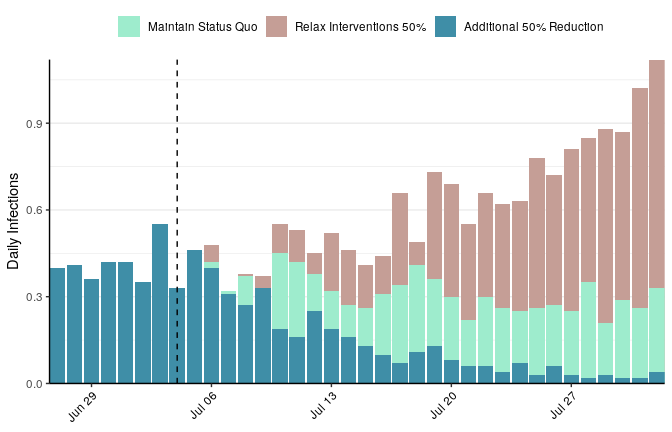 Maintain Status Quo Relax Interventions 50% Additional 50% Reduction
Daily Infections
0.9
0.6
0.3
0.0
Jun 29 Jul 06 Jul 13 Jul 20 Jul 27